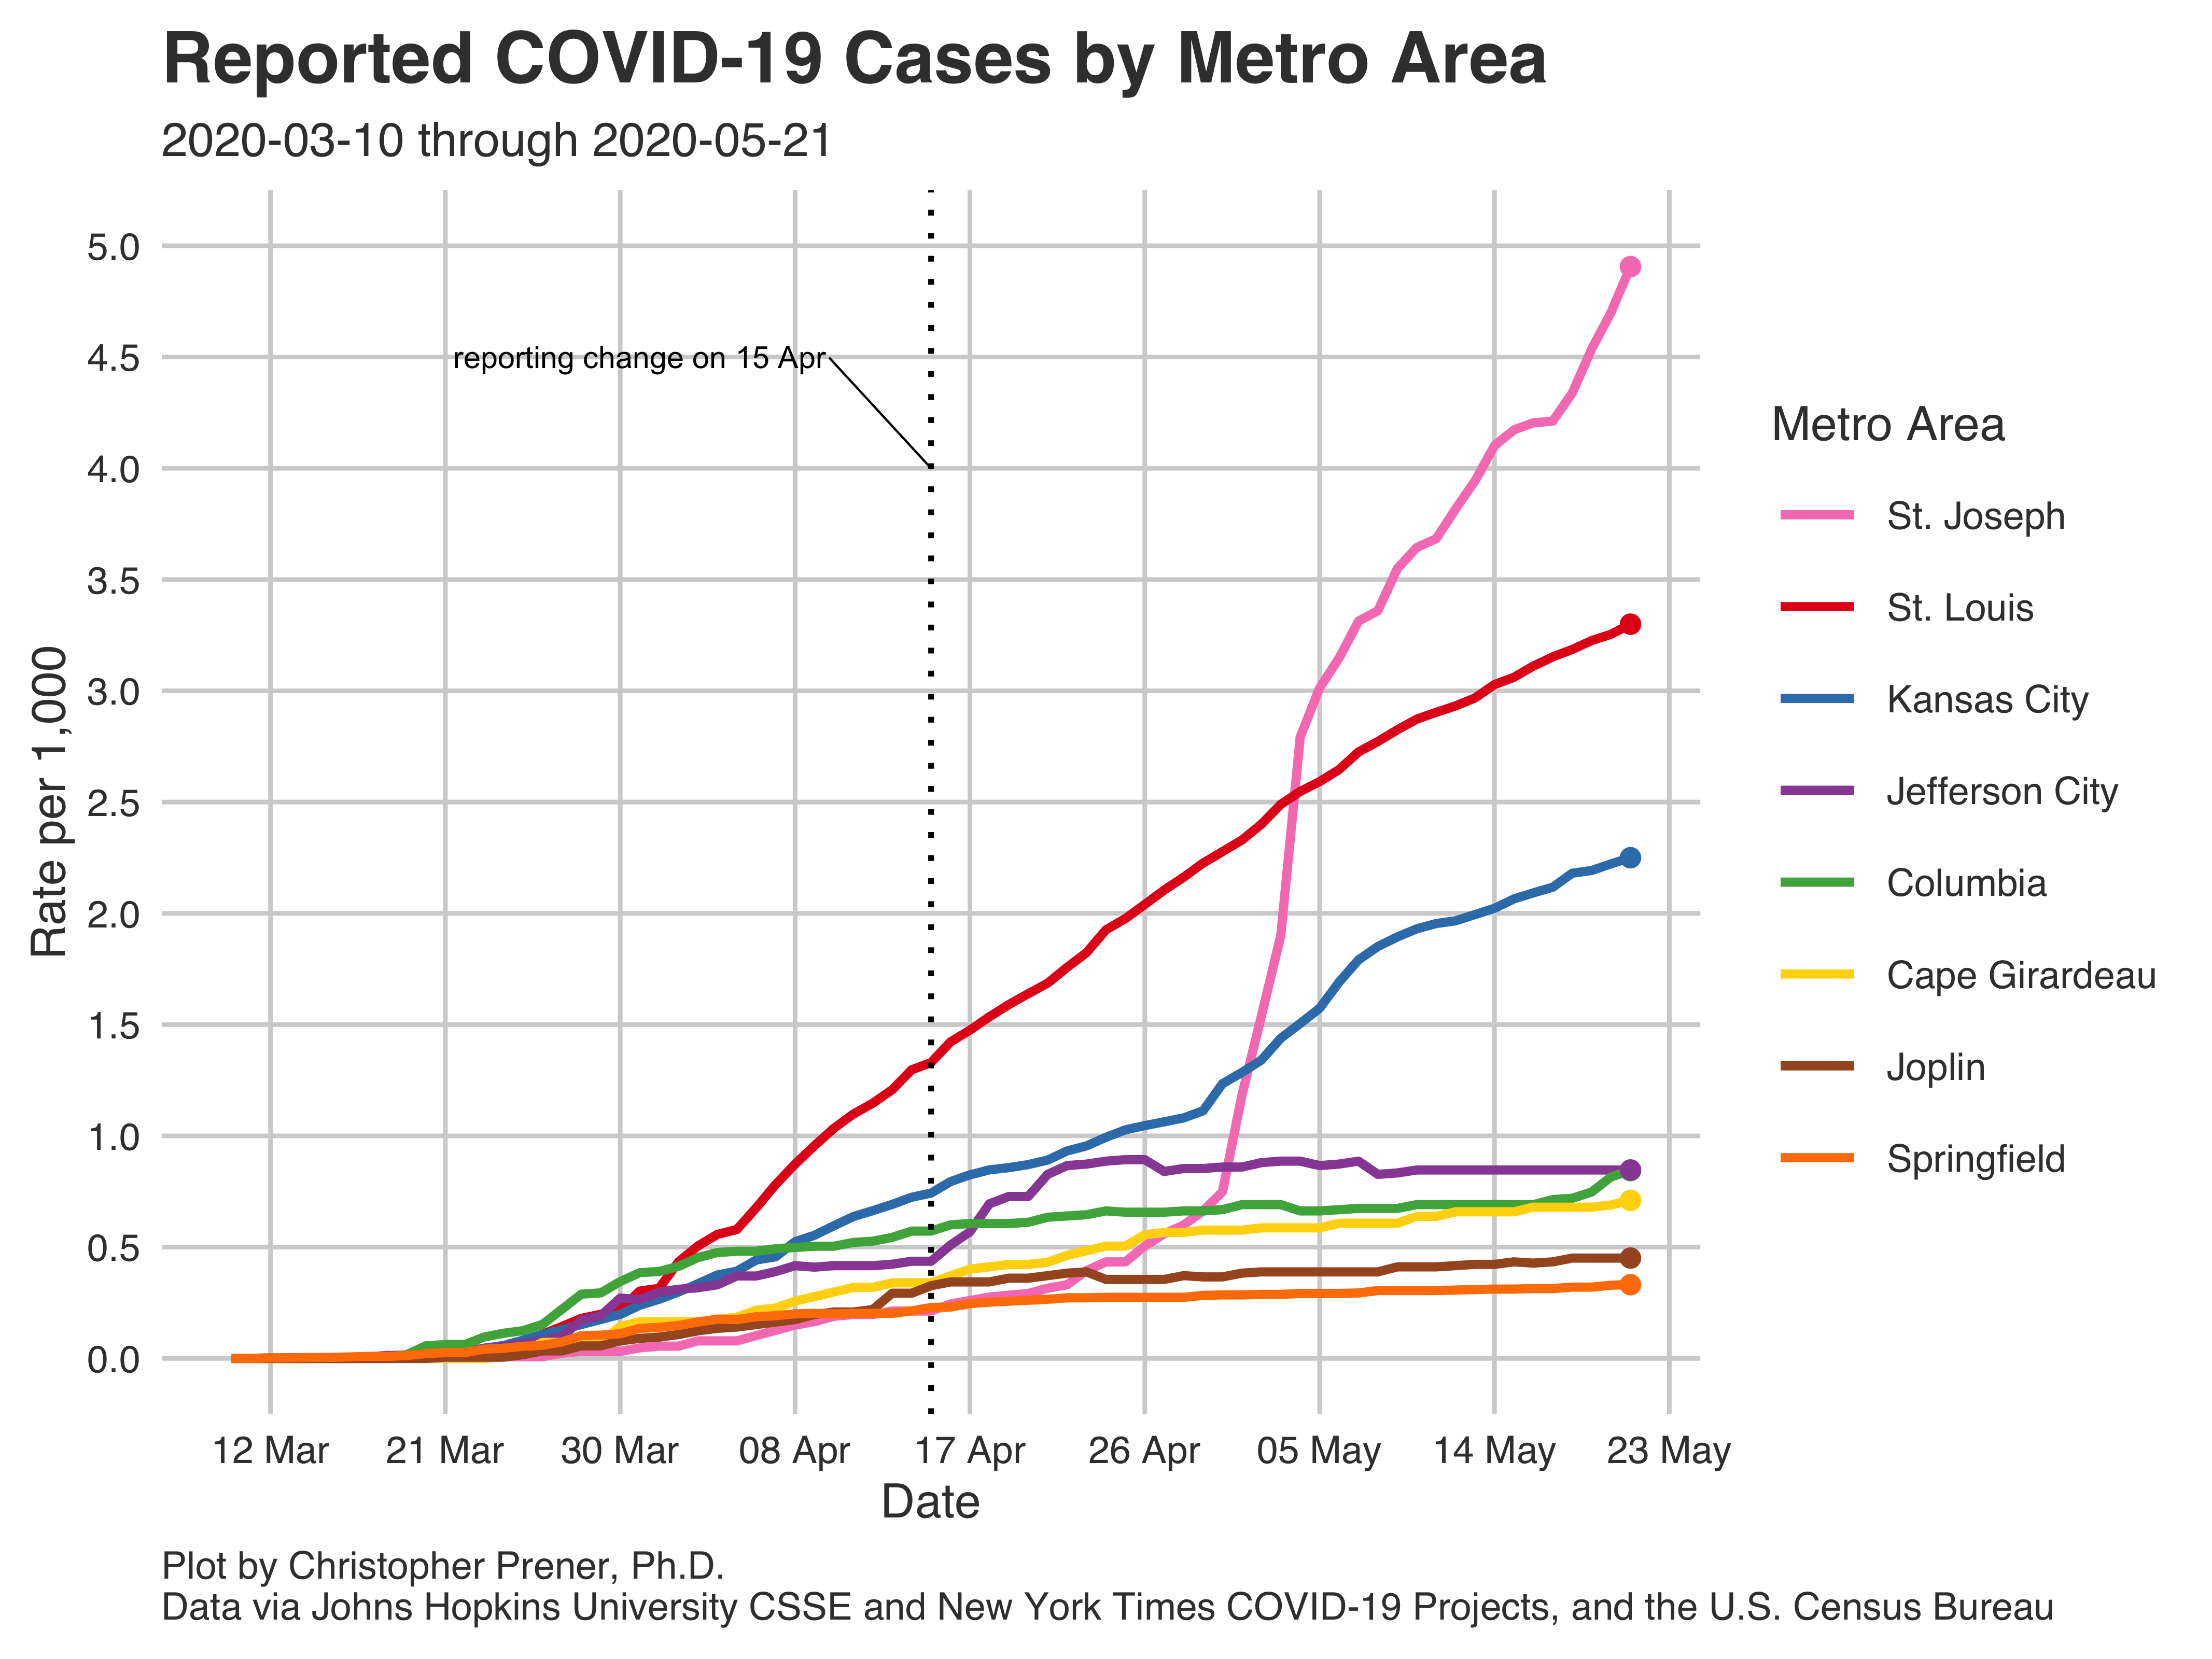 Reported COVID-19 Cases by Metro Area
2020-03-10 through 2020-05-21
5.0
4.5
4.0
3.5
3.0
2.5
2.0
1.5
1.0
0.5
0.0
Rate per 1,000
reporting change on 15 Apr
12 Mar 21 Mar 30 Mar 08 Apr 17 Apr 26 Apr 05 May 14 May 23 May
Date
Metro Area
St. Joseph
St. Louis
Kansas City
Jefferson City
Columbia
Cape Girardeau
Joplin
Springfield
Plot by Christopher Prener, Ph.D.
Data via Johns Hopkins University CSSE and New York Times COVID-19 Projects, and the U.S. Census Bureau